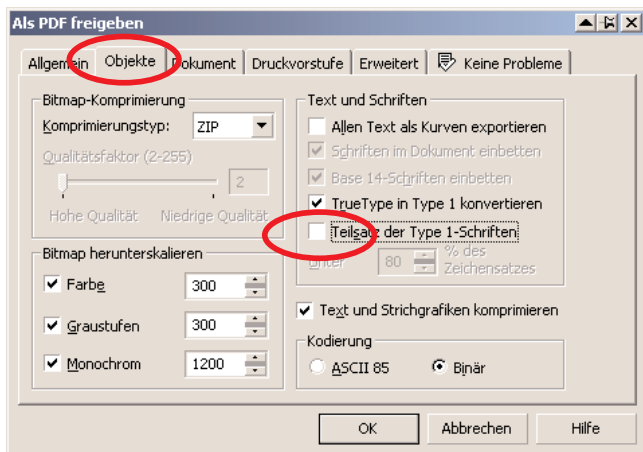 Als PDF freigeben
Allgemein Objekte Dokument Druckvorstufe Erweitert Keine Probleme
Bitmap-Komprimierung
Komprimierungstyp: ZIP
Qualitätsfaktor (2-255)
2
Hohe Qualität Niedrige Qualität
Bitmap herunterskalieren
Farbe 300
Graustufen 300
Monochrom 1200
Text und Schriften
Allen Text als Kurven exportieren
Schriften im Dokument einbetten
Base 14-Schriften einbetten
TrueType in Type 1 konvertieren
Teilsatz der Type 1-Schriften
Unter 80 % des
Zeichensatzes
Text und Strichgrafiken komprimieren
Kodierung
ASCII 85 Binär
OK Abbrechen Hilfe